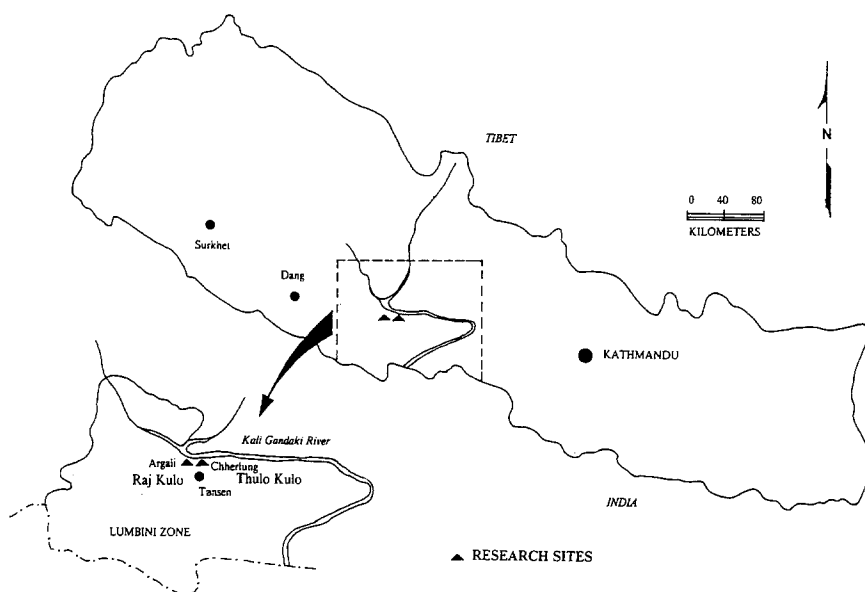 TIBET
N
0 40 80
KILOMETERS
Surkhet
Dang
KATHMANDU
Kali Gandaki River
Argali Chherlung
Raj Kulo Thulo Kulo
Tansen
INDIA
LUMBINI ZONE
RESEARCH SITES